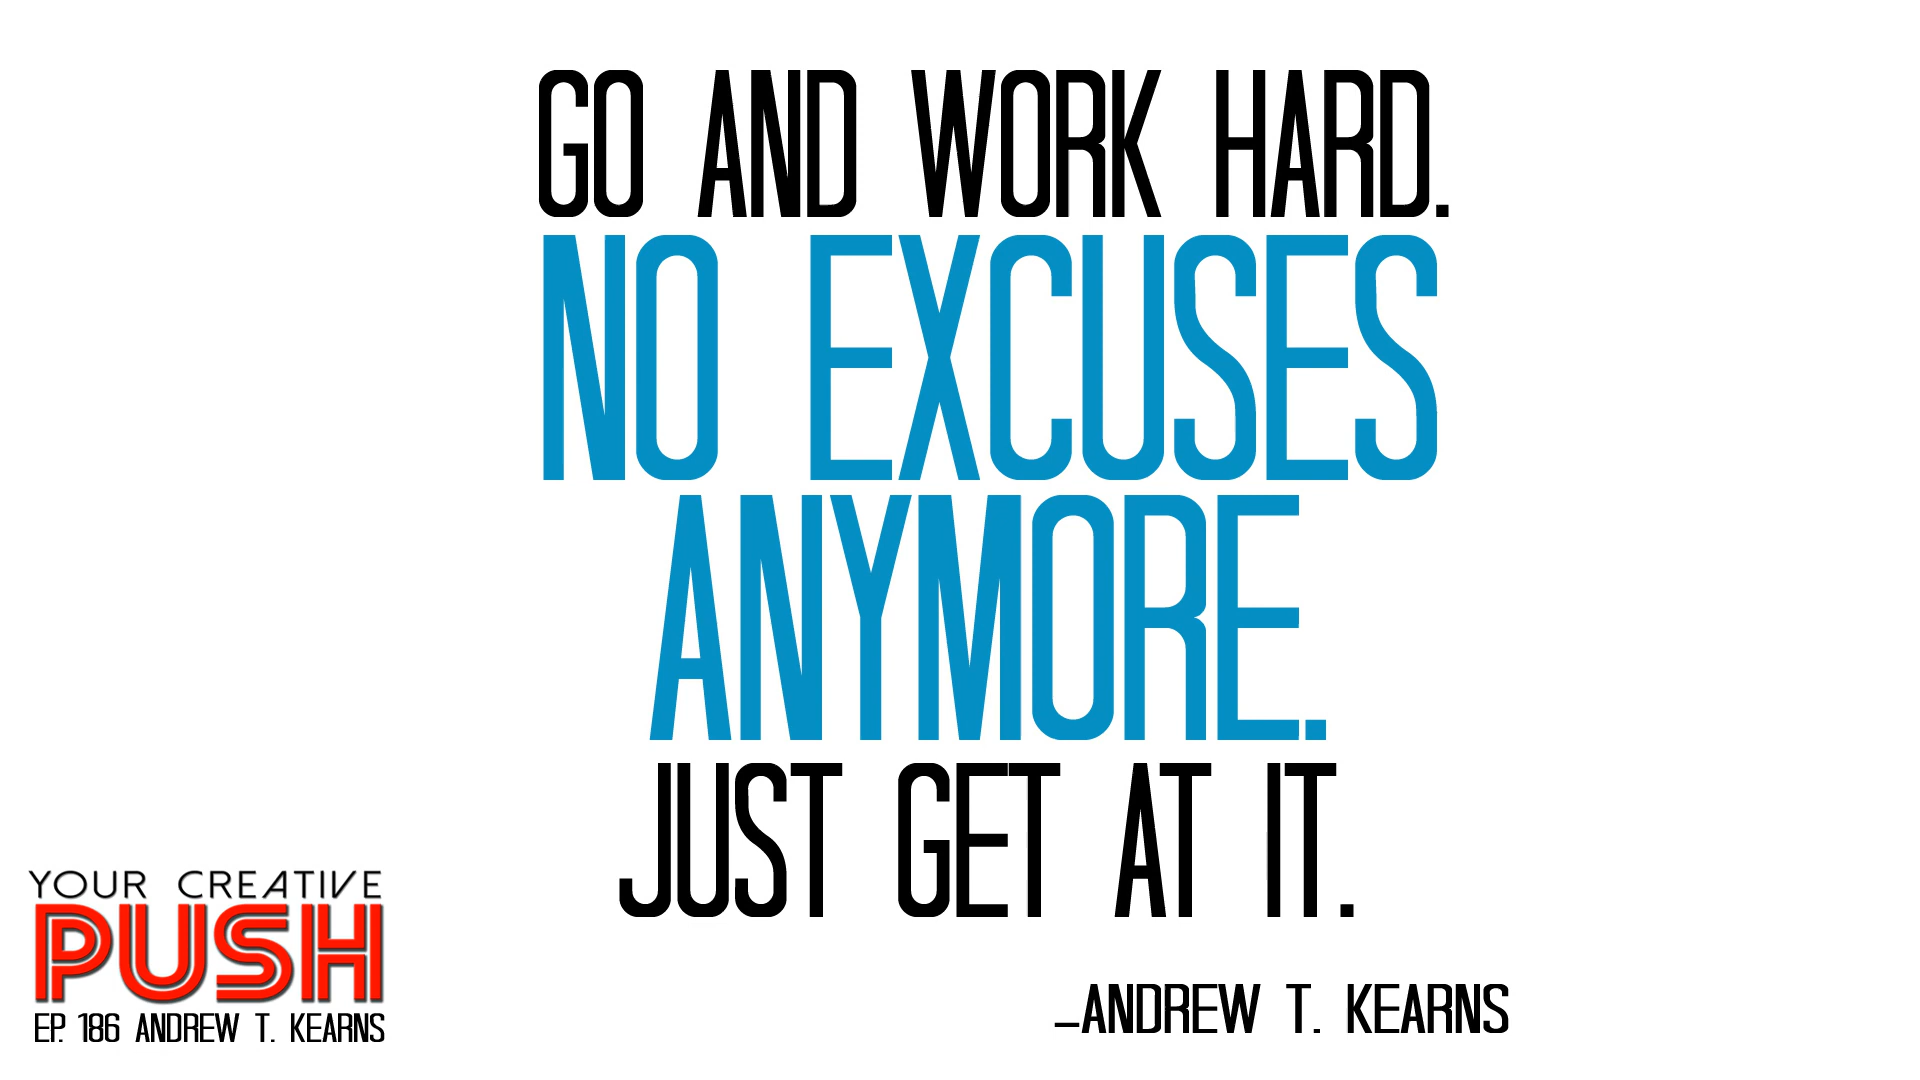 GO AND WORK HARD.
NO EXCUSES
ANYMORE.
JUST GET AT IT.
–ANDREW T. KEARNS
YOUR CREATIVE
PUSH
EP. 186 ANDREW T. KEARNS